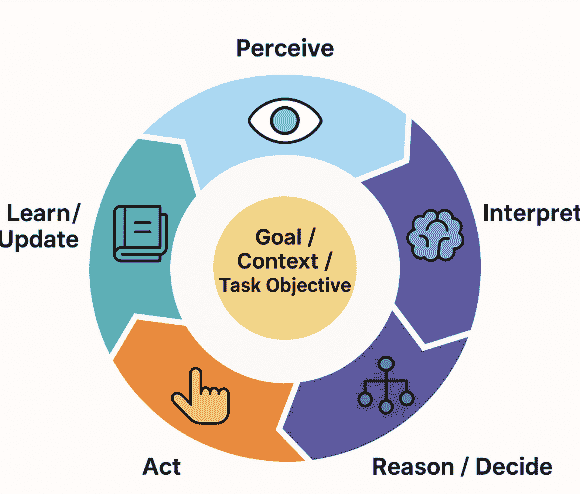 Perceive
Interpret
Reason / Decide
Act
Learn/
Update
Goal /
Context /
Task Objective